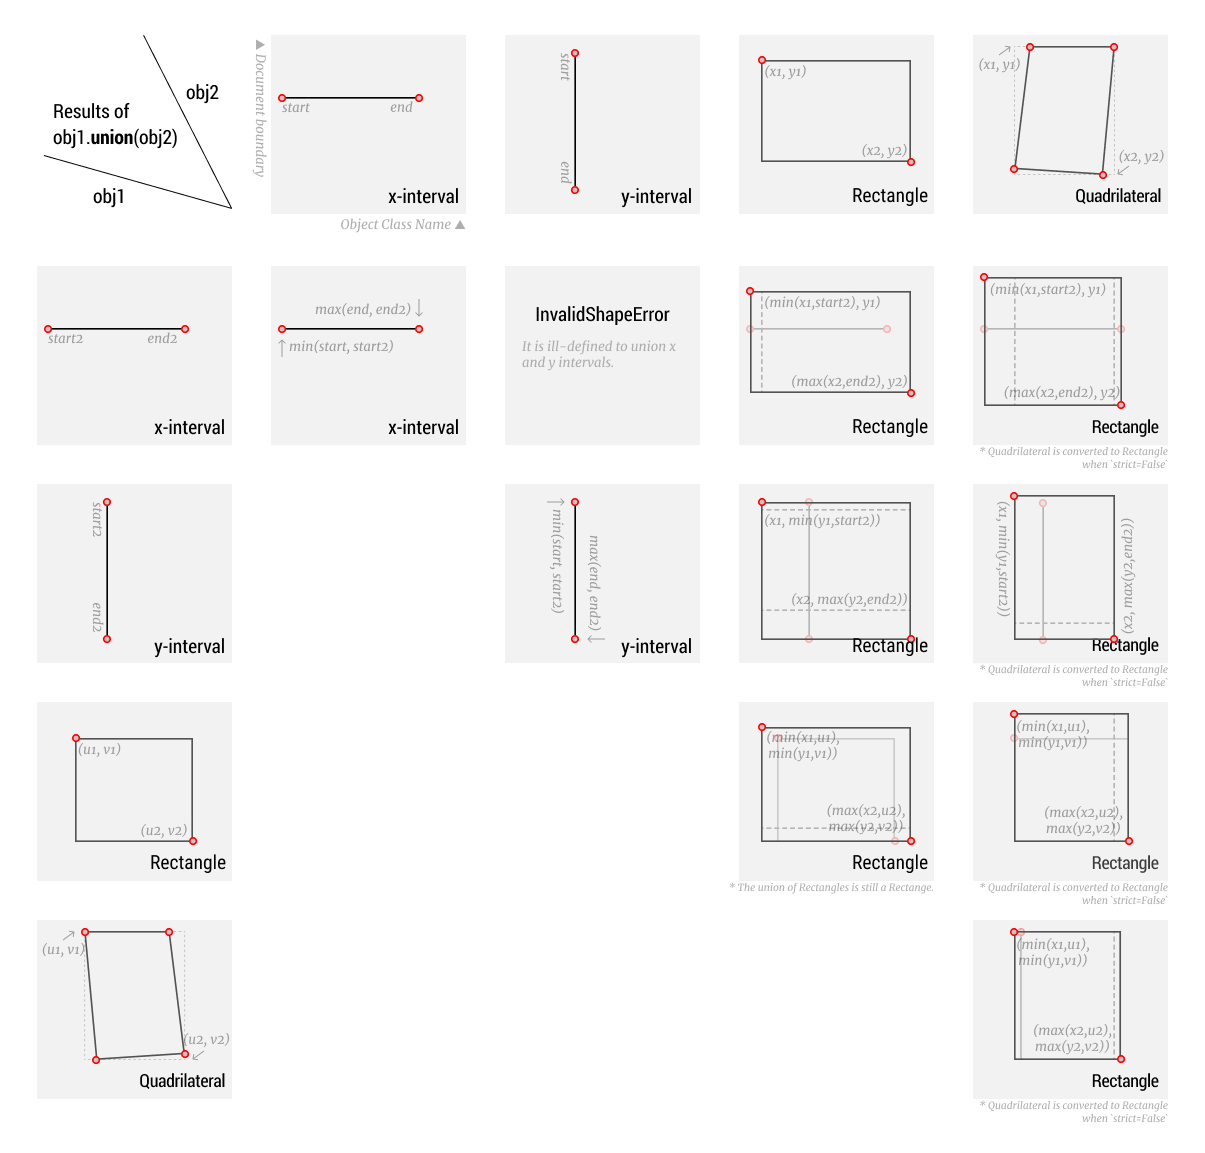 Results of
obj1.union(obj2)
obj2
obj1
▶ Document boundary
start
end
x-interval
Object Class Name ▲
start
end
y-interval
(x1, y1)
(x2, y2)
Rectangle
(x1, y1)
(x2, y2)
Quadrilateral
start2
end2
x-interval
max(end, end2)
min(start, start2)
x-interval
InvalidShapeError
It is ill-defined to union x
and y intervals.
(min(x1,start2), y1)
(max(x2,end2), y2)
Rectangle
(min(x1,start2), y1)
(max(x2,end2), y2)
Rectangle
* Quadrilateral is converted to Rectangle
when `strict=False`
start2
end2
y-interval
min(start, start2)
max(end, end2)
y-interval
(x1, min(y1,start2))
(x2, max(y2,end2))
Rectangle
(x1, min(y1,start2))
(x2, max(y2,end2))
Rectangle
* Quadrilateral is converted to Rectangle
when `strict=False`
(u1, v1)
(u2, v2)
Rectangle
(min(x1,u1),
min(y1,v1))
(max(x2,u2),
max(y2,v2))
Rectangle
* The union of Rectangles is still a Rectange.
(min(x1,u1),
min(y1,v1))
(max(x2,u2),
max(y2,v2))
Rectangle
* Quadrilateral is converted to Rectangle
when `strict=False`
(u1, v1)
(u2, v2)
Quadrilateral
(min(x1,u1),
min(y1,v1))
(max(x2,u2),
max(y2,v2))
Rectangle
* Quadrilateral is converted to Rectangle
when `strict=False`